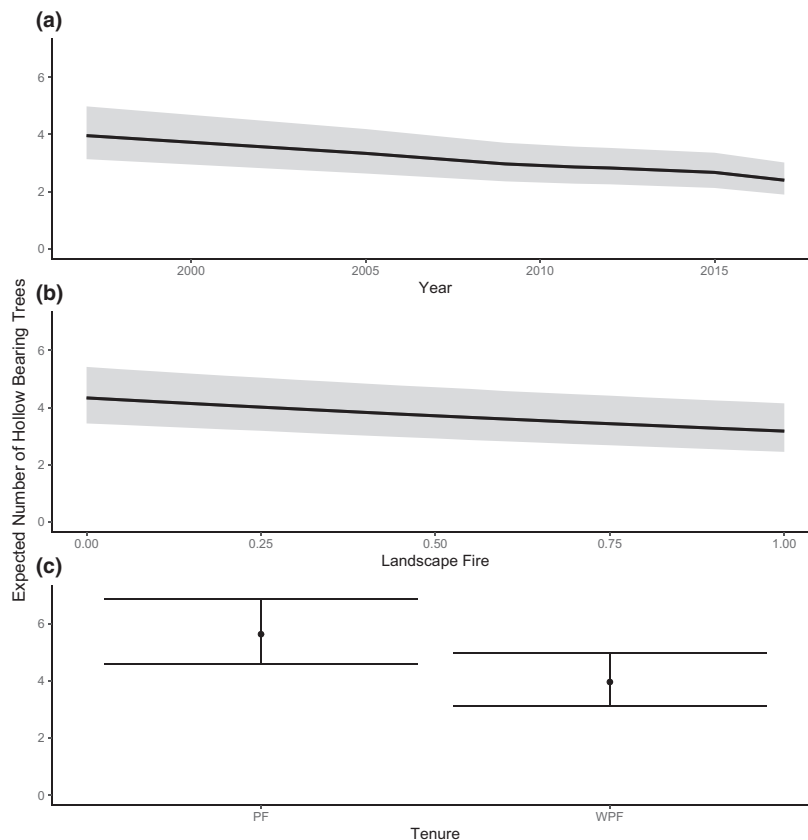 (a)
6
4
2
0
2000 2005 2010 2015
Year
Expected Number of Hollow Bearing Trees
(b)
6
4
2
0
0.00 0.25 0.50 0.75 1.00
Landscape Fire
(c)
6
4
2
0
PF WPF
Tenure